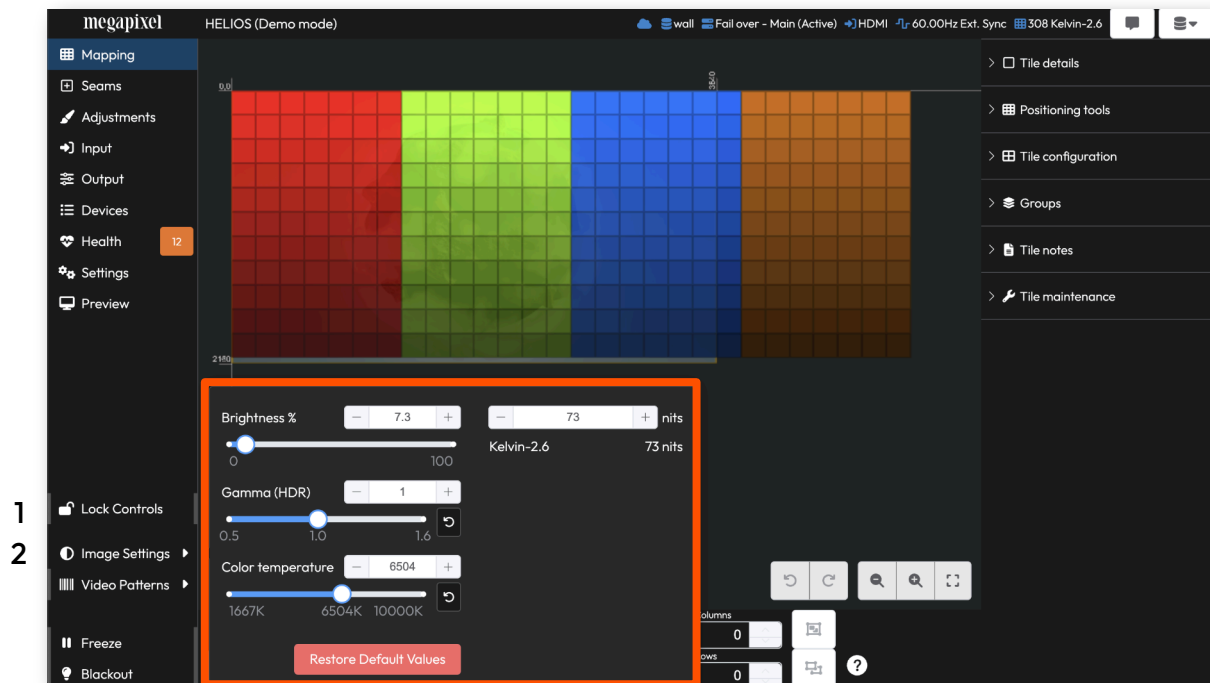 megapixel
HELIOS (Demo mode)
wall
Fail over - Main (Active)
HDMI
60.00Hz Ext. Sync
308 Kelvin-2.6
Mapping
Seams
Adjustments
Input
Output
Devices
Health
12
Settings
Preview
0,0
3840
2160
Tile details
Positioning tools
Tile configuration
Groups
Tile notes
Tile maintenance
1
Lock Controls
2
Image Settings
Video Patterns
Freeze
Blackout
Brightness %
7.3
73
nits
0
100
Kelvin-2.6
73 nits
Gamma (HDR)
1
0.5
1.0
1.6
Color temperature
6504
1667K
6504K
10000K
Restore Default Values
olumns
0
ows
0
?